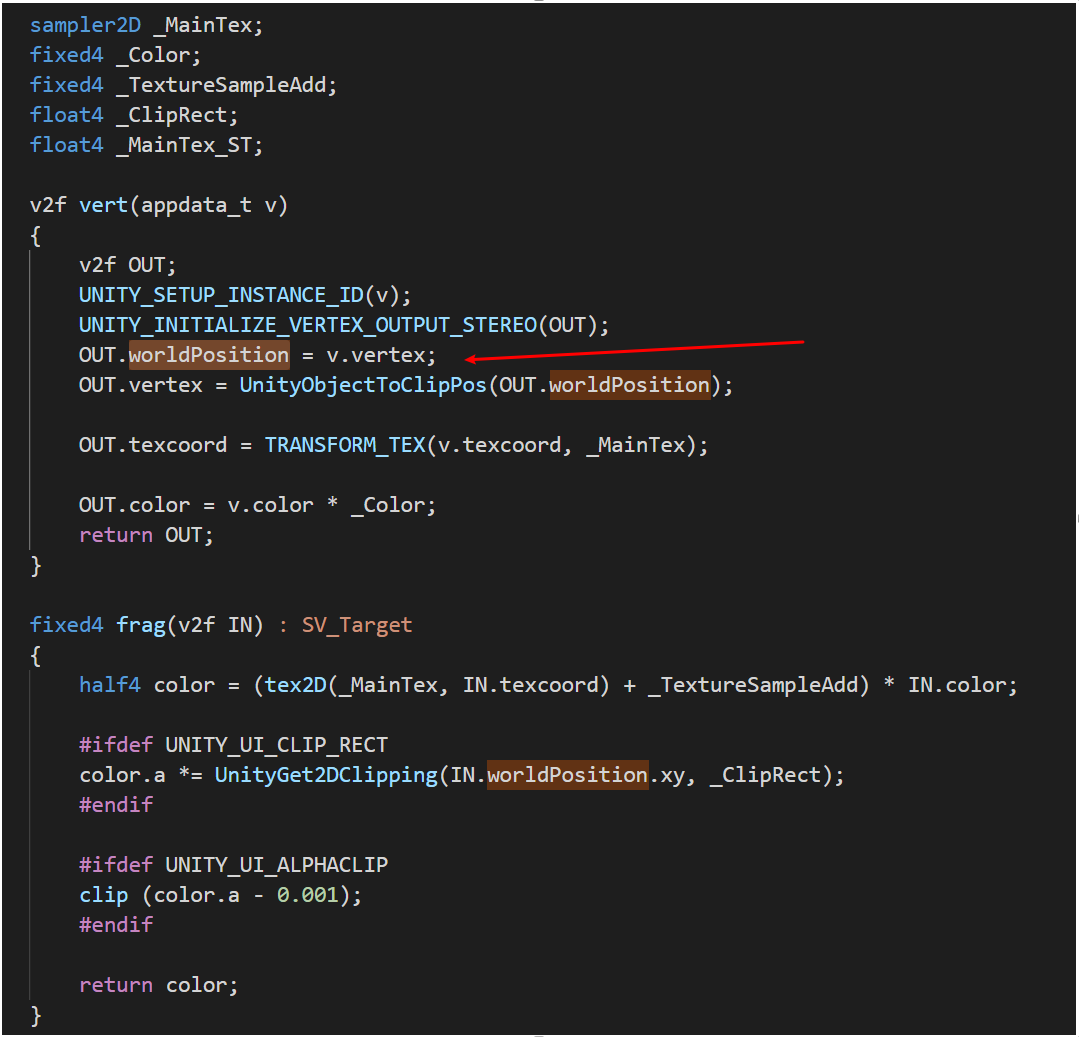 sampler2D _MainTex;
fixed4 _Color;
fixed4 _TextureSampleAdd;
float4 _ClipRect;
float4 _MainTex_ST;
v2f vert(appdata_t v)
{
v2f OUT;
UNITY_SETUP_INSTANCE_ID(v);
UNITY_INITIALIZE_VERTEX_OUTPUT_STEREO(OUT);
OUT.worldPosition = v.vertex;
OUT.vertex = UnityObjectToClipPos(OUT.worldPosition);
OUT.texcoord = TRANSFORM_TEX(v.texcoord, _MainTex);
OUT.color = v.color * _Color;
return OUT;
}
fixed4 frag(v2f IN) : SV_Target
{
half4 color = (tex2D(_MainTex, IN.texcoord) + _TextureSampleAdd) * IN.color;
#ifdef UNITY_UI_CLIP_RECT
color.a *= UnityGet2DClipping(IN.worldPosition.xy, _ClipRect);
#endif
#ifdef UNITY_UI_ALPHACLIP
clip (color.a - 0.001);
#endif
return color;
}